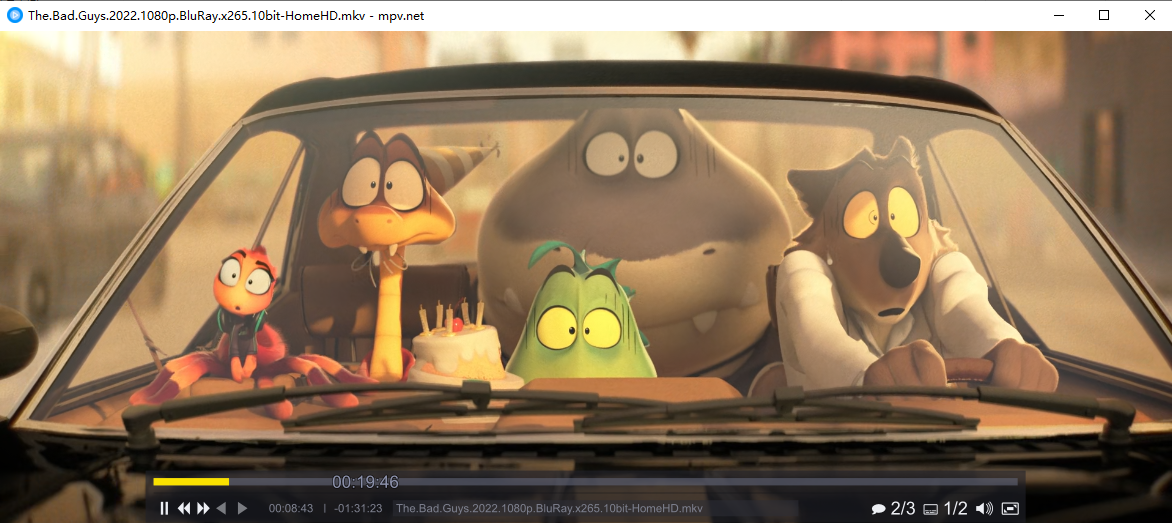 The.Bad.Guys.2022.1080p.BluRay.x265.10bit-HomeHD.mkv - mpv.net
00:19:46
00:08:43 | -01:31:23 The.Bad.Guys.2022.1080p.BluRay.x265.10bit-HomeHD.mkv 2/3 1/2